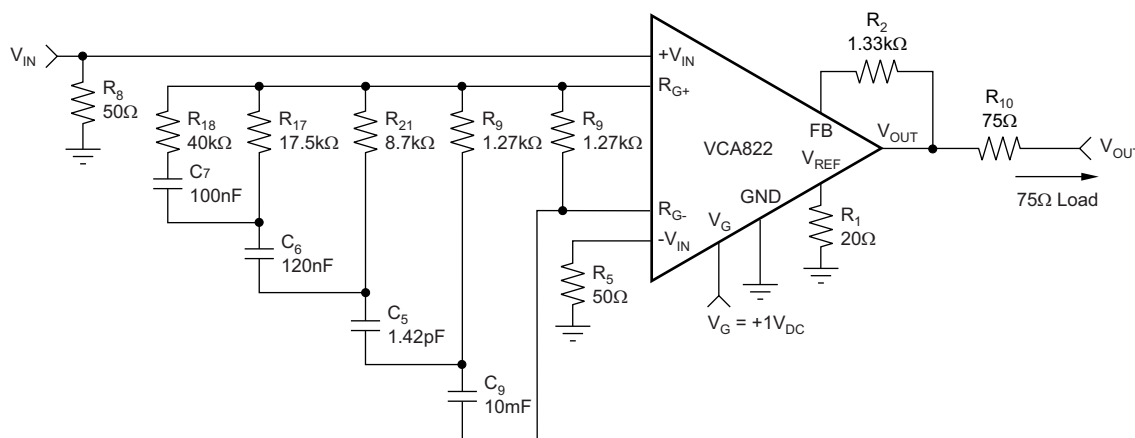 V_IN
R_8
50Ω
R_18
40kΩ
R_17
17.5kΩ
R_21
8.7kΩ
R_9
1.27kΩ
R_9
1.27kΩ
C_7
100nF
C_6
120nF
C_5
1.42pF
C_9
10mF
+V_IN
R_G+
R_G-
-V_IN
R_5
50Ω
VCA822
FB
V_REF
GND
V_G
V_OUT
R_2
1.33kΩ
R_10
75Ω
V_OUT
75Ω Load
R_1
20Ω
V_G = +1V_DC